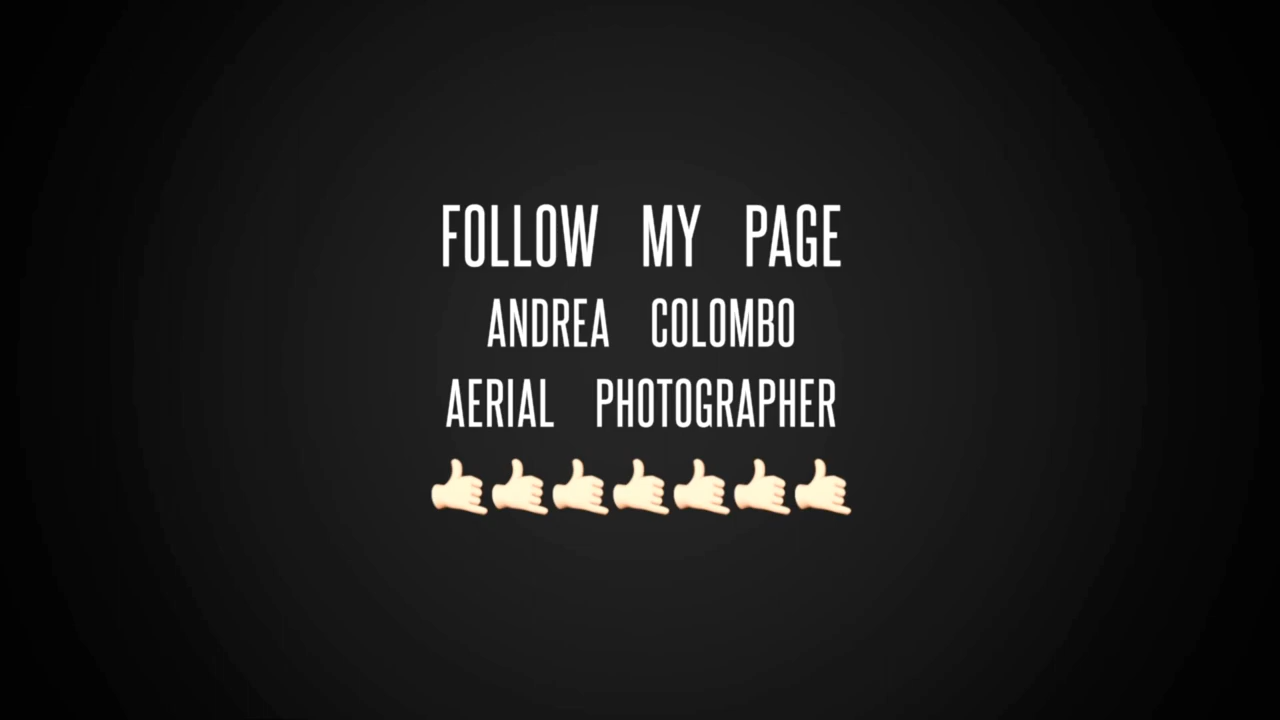 FOLLOW MY PAGE
ANDREA COLOMBO
AERIAL PHOTOGRAPHER
🤙🏻🤙🏻🤙🏻🤙🏻🤙🏻🤙🏻🤙🏻